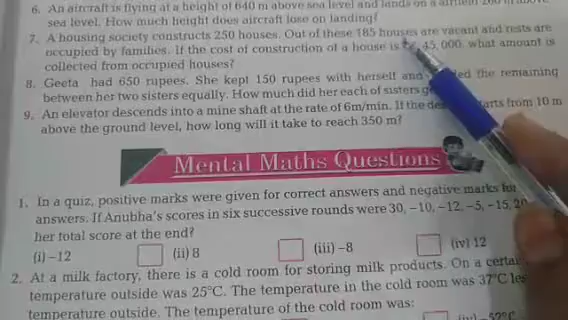 6. An aircraft is flying at a height of 640 m above sea level and lands on a airfield 260 m above
sea level. How much height does aircraft lose on landing?
7. A housing society constructs 250 houses. Out of these 185 houses are vacant and rests are
occupied by families. If the cost of construction of a house is 45,000, what amount is
collected from occupied houses?
8. Geeta had 650 rupees. She kept 150 rupees with herself and the remaining
between her two sisters equally. How much did her each of sisters
9. An elevator descends into a mine shaft at the rate of 6m/min. If the from 10 m
above the ground level, how long will it take to reach 350 m?
Mental Maths Questions
1. In a quiz, positive marks were given for correct answers and negative marks for
answers. If Anubha's scores in six successive rounds were 30, –10, –12, –5, –15, 20
her total score at the end?
(i) –12 (ii) 8 (iii) –8 (iv) 12
2. At a milk factory, there is a cold room for storing milk products. On a certain
temperature outside was 25°C. The temperature in the cold room was 37°C
temperature outside. The temperature of the cold room was: